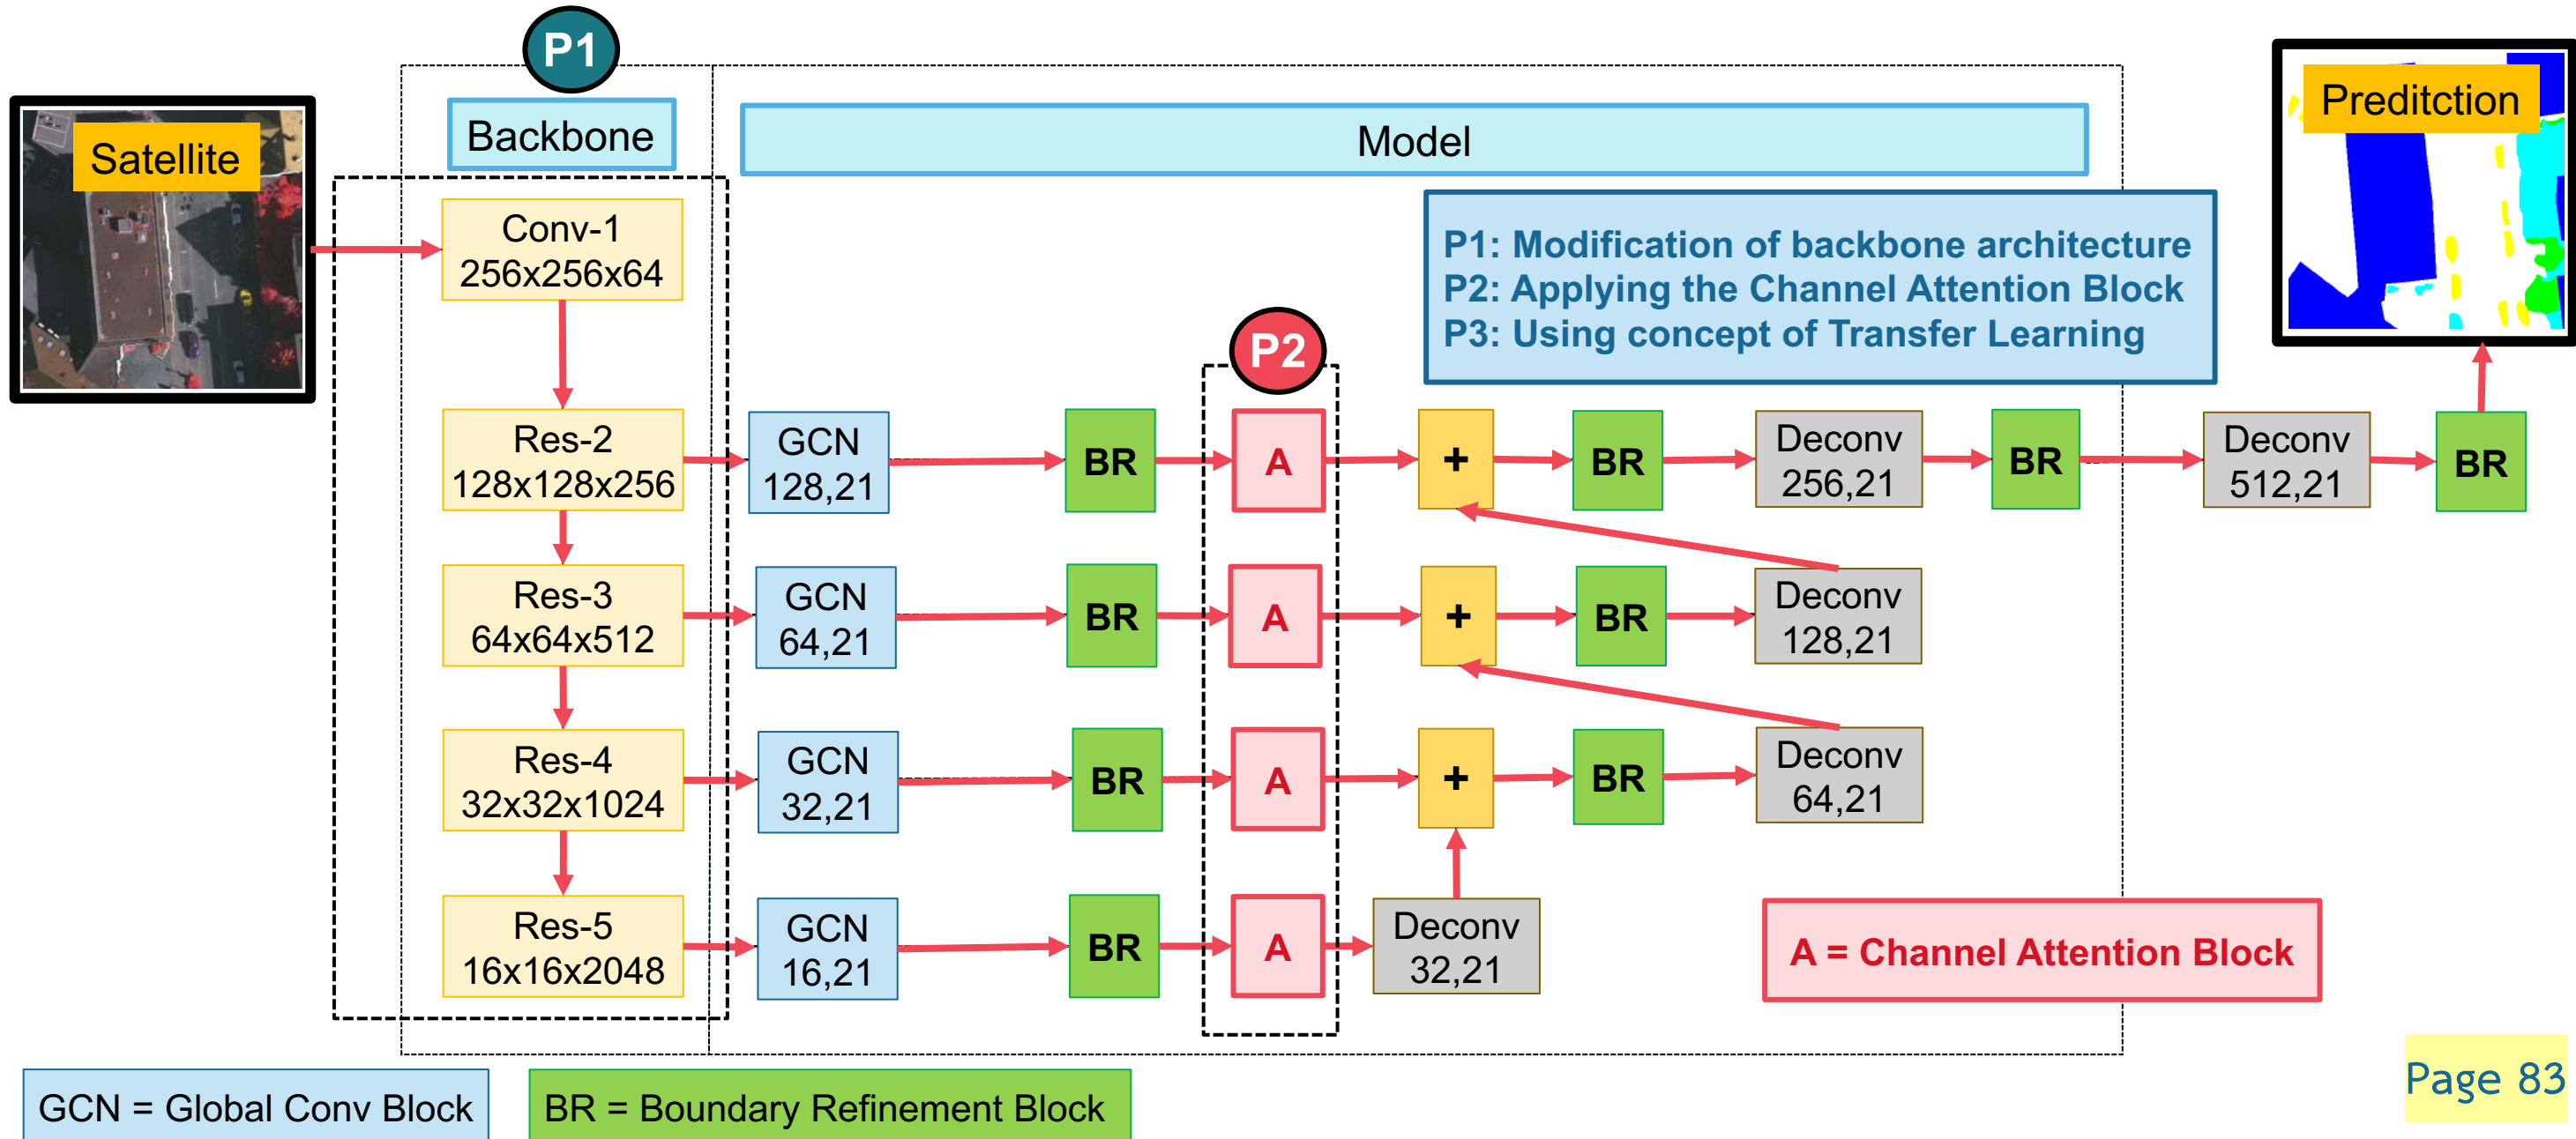 P1
Backbone
Model
Satellite
Preditction
Conv-1
256x256x64
P1: Modification of backbone architecture
P2: Applying the Channel Attention Block
P3: Using concept of Transfer Learning
P2
Res-2
128x128x256
GCN
128,21
BR
A
+
BR
Deconv
256,21
BR
Deconv
512,21
BR
Res-3
64x64x512
GCN
64,21
BR
A
+
BR
Deconv
128,21
Res-4
32x32x1024
GCN
32,21
BR
A
+
BR
Deconv
64,21
Res-5
16x16x2048
GCN
16,21
BR
A
Deconv
32,21
A = Channel Attention Block
GCN = Global Conv Block
BR = Boundary Refinement Block
Page 83